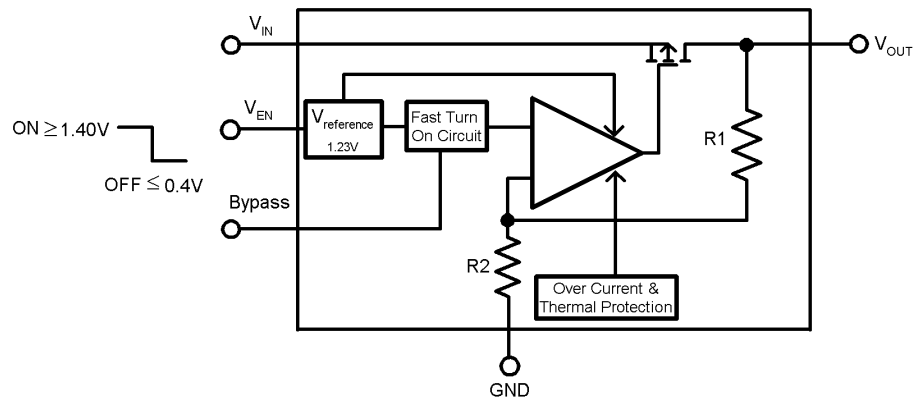 VIN
VOUT
VEN
Vreference
1.23V
Fast Turn
On Circuit
ON ≥ 1.40V
OFF ≤ 0.4V
Bypass
R1
R2
Over Current &
Thermal Protection
GND